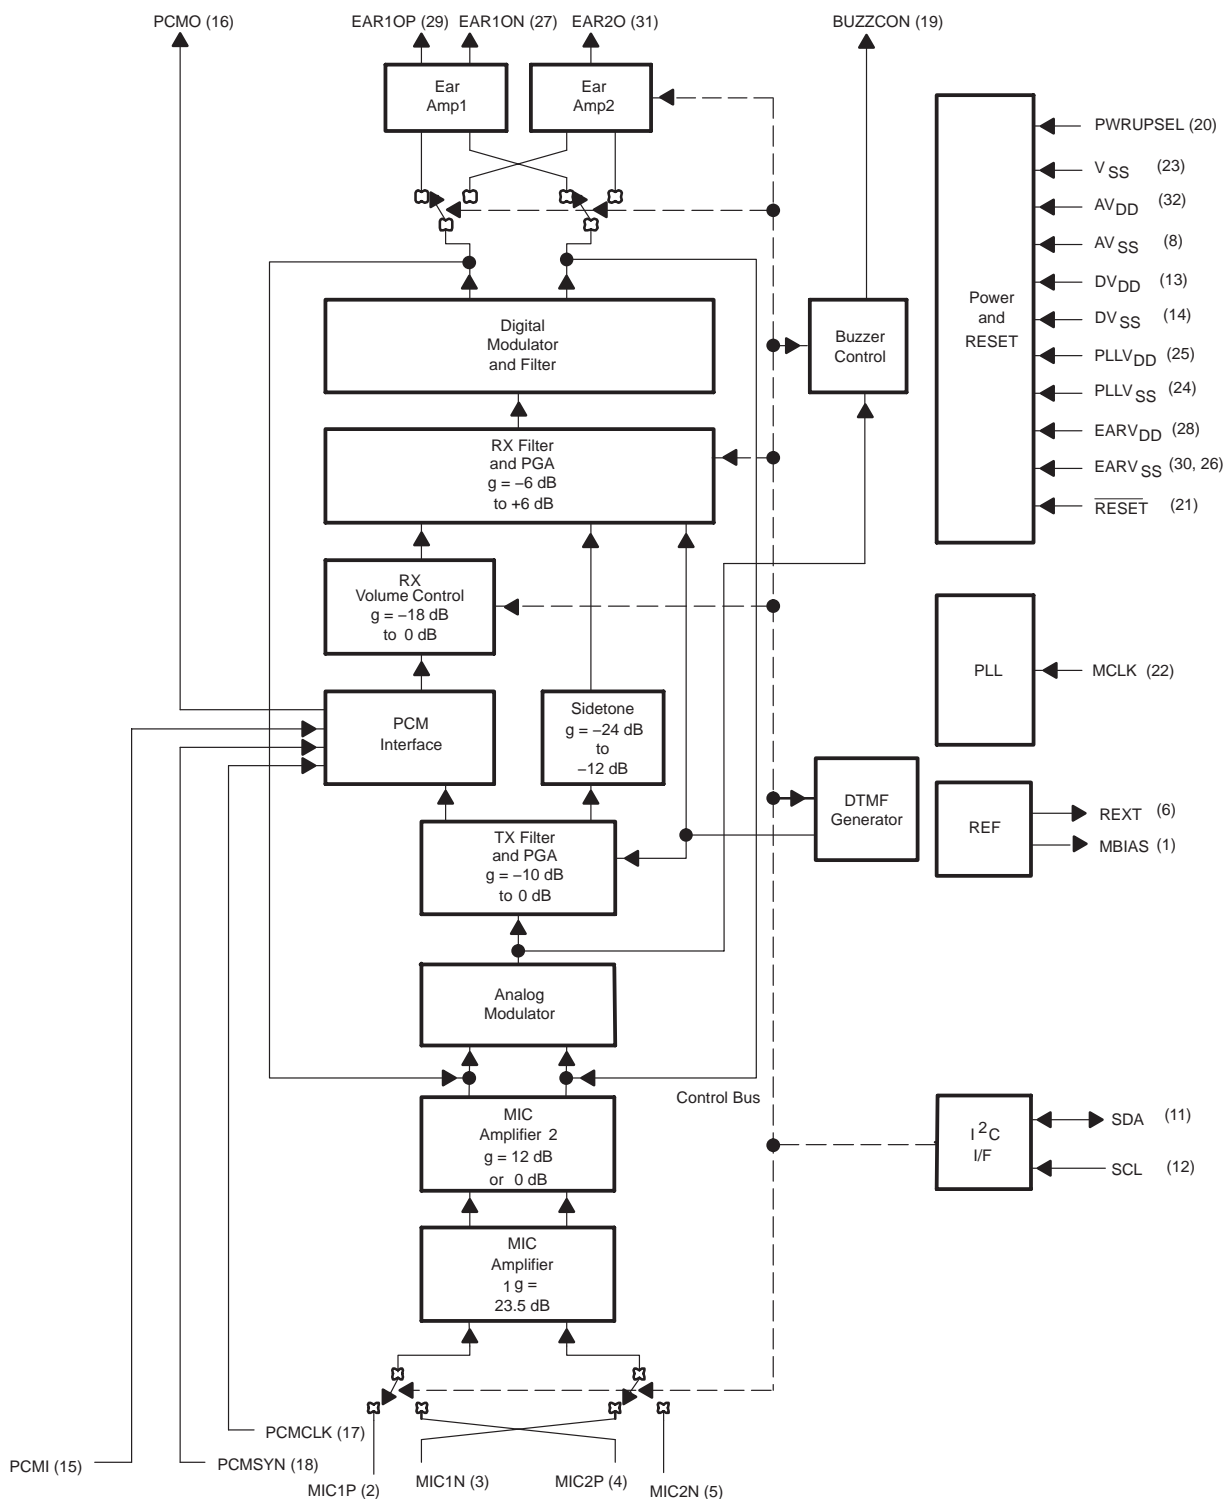 PCMO (16)
EAR1OP (29)
EAR1ON (27)
EAR2O (31)
BUZZCON (19)
Ear
Amp1
Ear
Amp2
Power
and
RESET
PWRUPSEL (20)
VSS (23)
AVDD (32)
AVSS (8)
DVDD (13)
DVSS (14)
PLLVDD (25)
PLLVSS (24)
EARVDD (28)
EARVSS (30, 26)
RESET (21)
Digital
Modulator
and Filter
Buzzer
Control
RX Filter
and PGA
g = −6 dB
to +6 dB
RX
Volume Control
g = −18 dB
to 0 dB
PLL
MCLK (22)
PCM
Interface
Sidetone
g = −24 dB
to
−12 dB
DTMF
Generator
REF
REXT (6)
MBIAS (1)
TX Filter
and PGA
g = −10 dB
to 0 dB
Analog
Modulator
Control Bus
MIC
Amplifier 2
g = 12 dB
or 0 dB
I2C
I/F
SDA (11)
SCL (12)
MIC
Amplifier
1 g =
23.5 dB
PCMCLK (17)
PCMI (15)
PCMSYN (18)
MIC1P (2)
MIC1N (3)
MIC2P (4)
MIC2N (5)